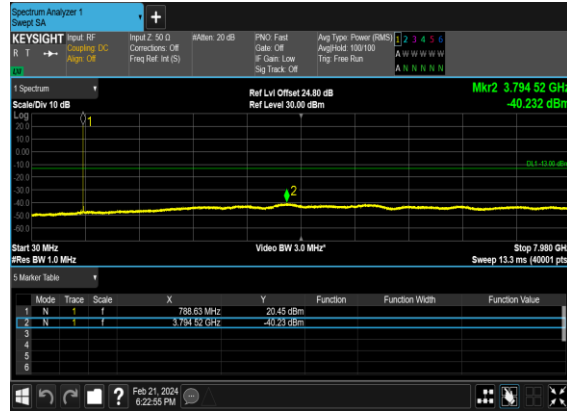 Spectrum Analyzer 1
Swept SA
+
KEYSIGHT Input: RF Input Z: 50 Ω #Atten: 20 dB PNO: Fast Avg Type: Power (RMS) 1 2 3 4 5 6
R T Coupling: DC Corrections: Off Gate: Off Avg|Hold: 100/100 A W W W W W
Align: Off Freq Ref: Int (S) IF Gain: Low Trig: Free Run
Sig Track: Off A N N N N N
1 Spectrum Ref Lvl Offset 24.80 dB Mkr2 3.794 52 GHz
Scale/Div 10 dB Ref Level 30.00 dBm -40.232 dBm
Log
1
20.0
10.0
0.00
-10.0
DL1 -13.00 dBm
-20.0
-30.0
2
-40.0
-50.0
-60.0
Start 30 MHz Video BW 3.0 MHz* Stop 7.980 GHz
#Res BW 1.0 MHz Sweep 13.3 ms (40001 pts)
5 Marker Table
Mode Trace Scale X Y Function Function Width Function Value
1 N 1 f 788.63 MHz 20.45 dBm
2 N 1 f 3.794 52 GHz -40.23 dBm
3
4
5
6
? Feb 21, 2024
6:22:55 PM